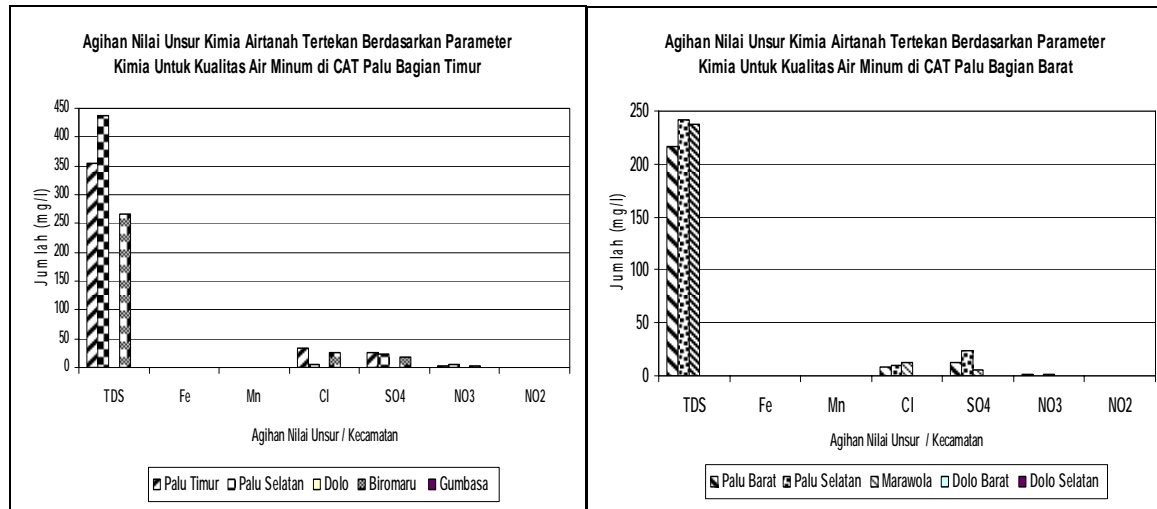 Agihan Nilai Unsur Kimia Airtanah Tertekan Berdasarkan Parameter
Kimia Untuk Kualitas Air Minum di CAT Palu Bagian Timur
450
400
350
300
250
200
150
100
50
0
Jumlah (mg/l)
TDS Fe Mn Cl SO4 NO3 NO2
Agihan Nilai Unsur / Kecamatan
Palu Timur Palu Selatan Dolo Biromaru Gumbasa
Agihan Nilai Unsur Kimia Airtanah Tertekan Berdasarkan Parameter
Kimia Untuk Kualitas Air Minum di CAT Palu Bagian Barat
250
200
150
100
50
0
Jumlah (mg/l)
TDS Fe Mn Cl SO4 NO3 NO2
Agihan Nilai Unsur / Kecamatan
Palu Barat Palu Selatan Marawola Dolo Barat Dolo Selatan